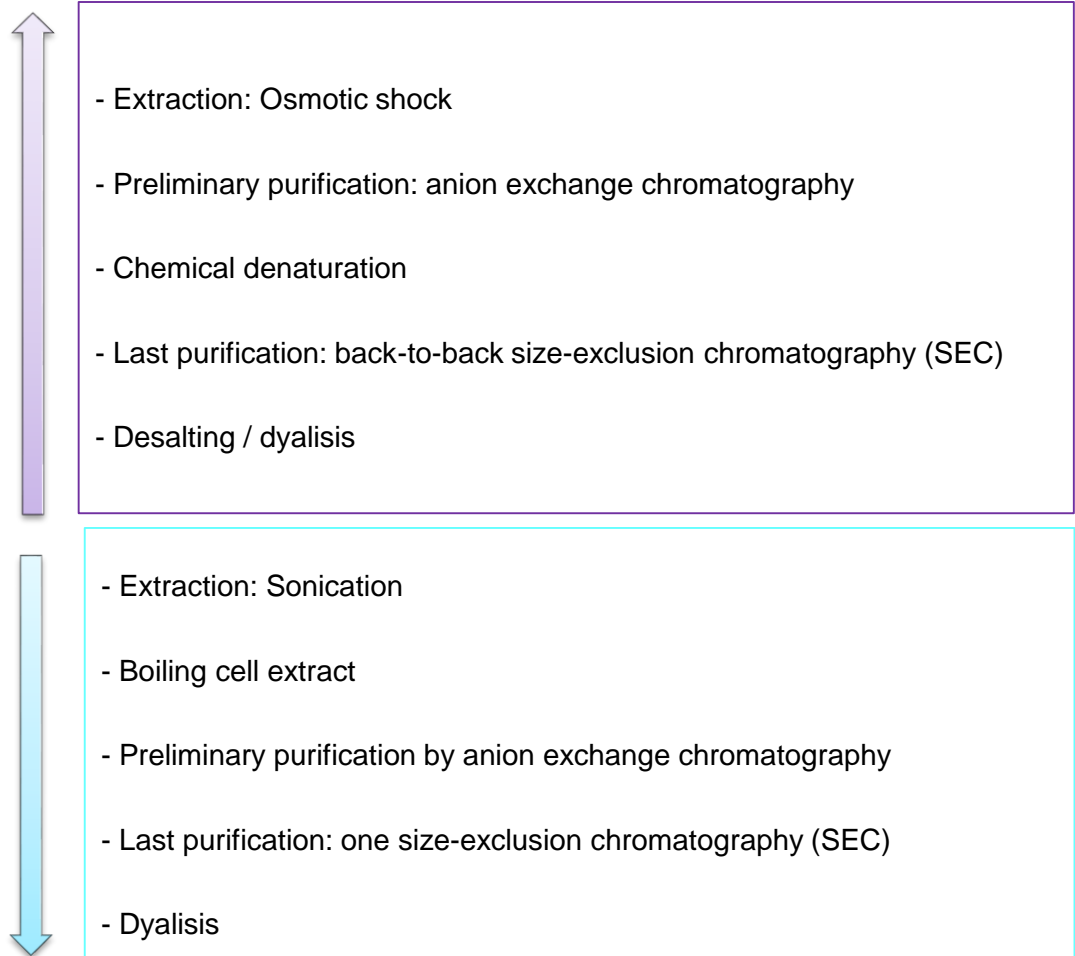 - Extraction: Osmotic shock
- Preliminary purification: anion exchange chromatography
- Chemical denaturation
- Last purification: back-to-back size-exclusion chromatography (SEC)
- Desalting / dyalisis
- Extraction: Sonication
- Boiling cell extract
- Preliminary purification by anion exchange chromatography
- Last purification: one size-exclusion chromatography (SEC)
- Dyalisis